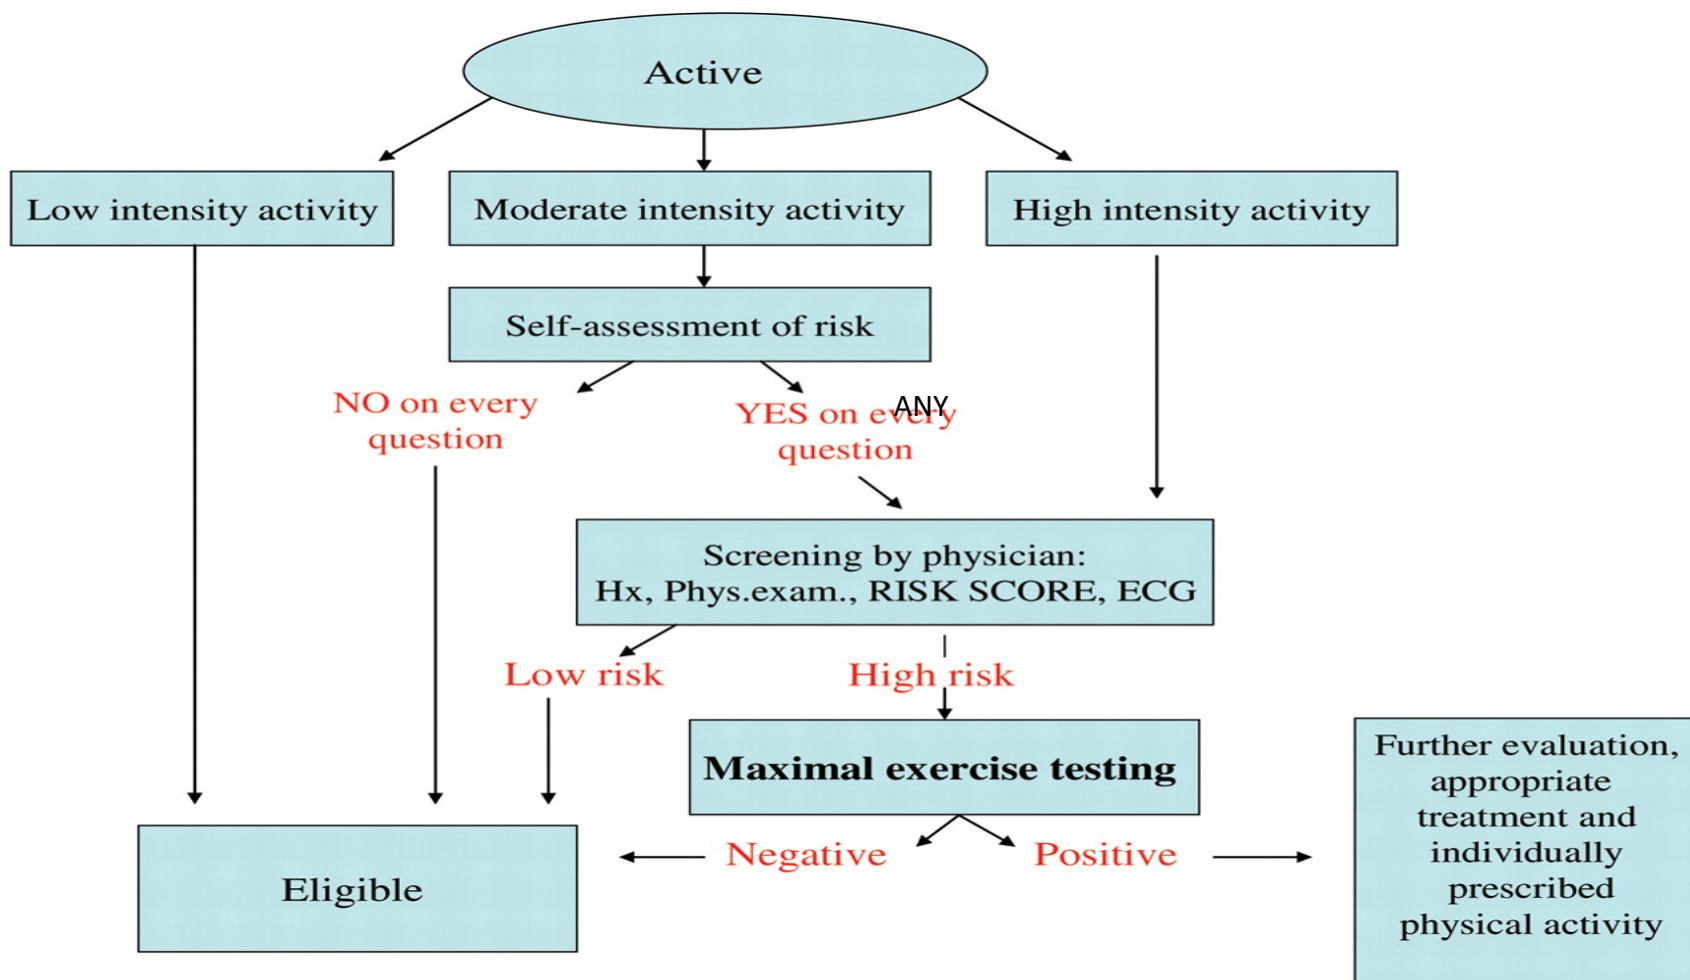 Active
Low intensity activity
Moderate intensity activity
High intensity activity
Self-assessment of risk
NO on every
question
ANY
YES on every
question
Screening by physician:
Hx, Phys.exam., RISK SCORE, ECG
Low risk
High risk
Maximal exercise testing
Negative
Positive
Eligible
Further evaluation,
appropriate
treatment and
individually
prescribed
physical activity